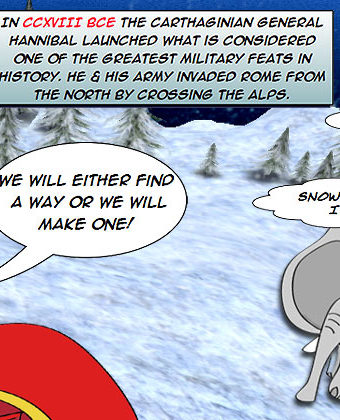 IN CCXVIII BCE THE CARTHAGINIAN GENERAL
HANNIBAL LAUNCHED WHAT IS CONSIDERED
ONE OF THE GREATEST MILITARY FEATS IN
HISTORY. HE & HIS ARMY INVADED ROME FROM
THE NORTH BY CROSSING THE ALPS.
WE WILL EITHER FIND
A WAY OR WE WILL
MAKE ONE!
SNOW
I